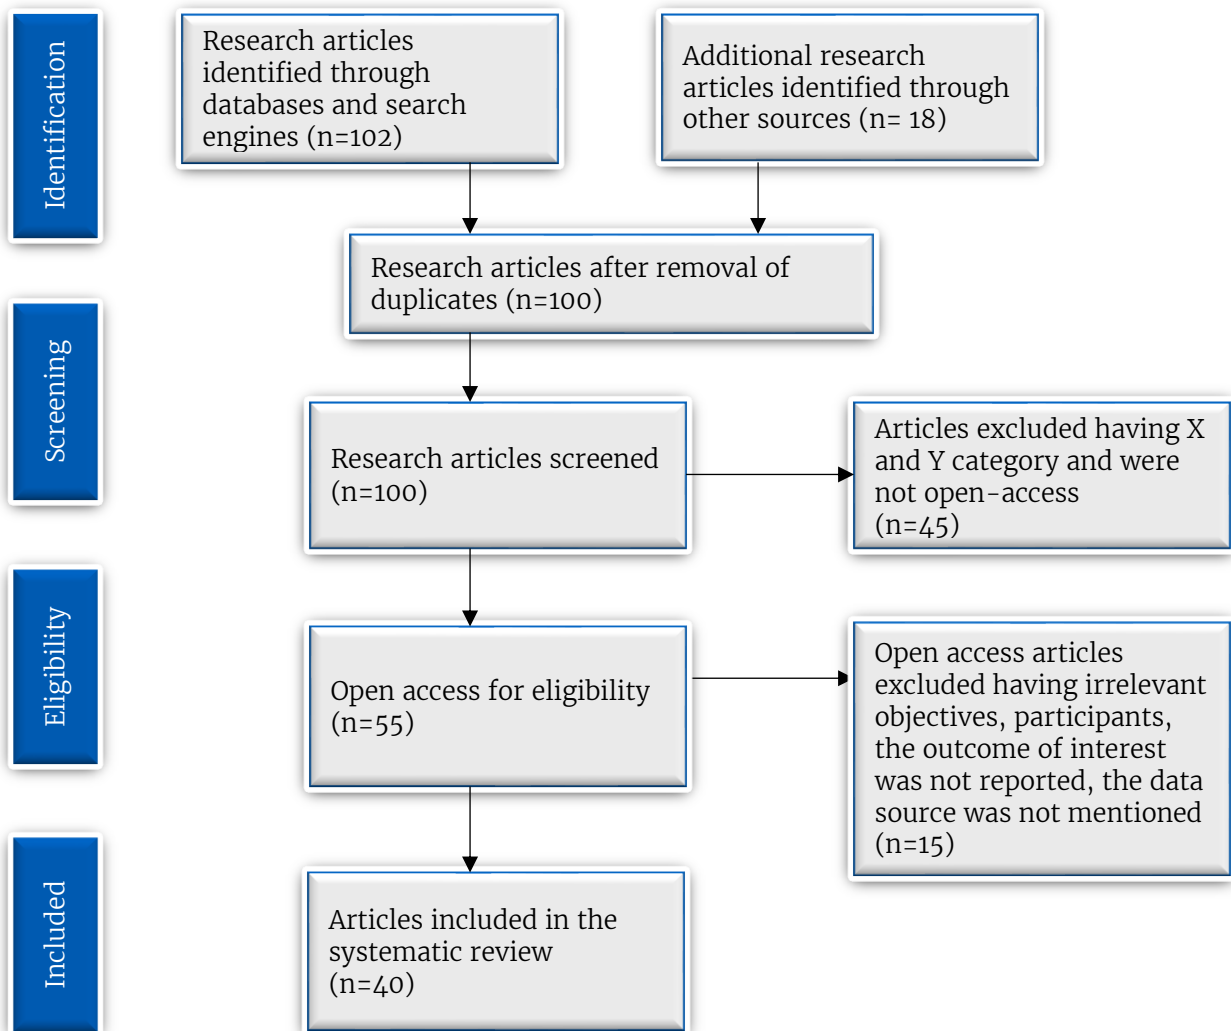 Identification
Research articles
identified through
databases and search
engines (n=102)
Additional research
articles identified through
other sources (n= 18)
Research articles after removal of
duplicates (n=100)
Screening
Research articles screened
(n=100)
Articles excluded having X
and Y category and were
not open-access
(n=45)
Eligibility
Open access for eligibility
(n=55)
Open access articles
excluded having irrelevant
objectives, participants,
the outcome of interest
was not reported, the data
source was not mentioned
(n=15)
Included
Articles included in the
systematic review
(n=40)